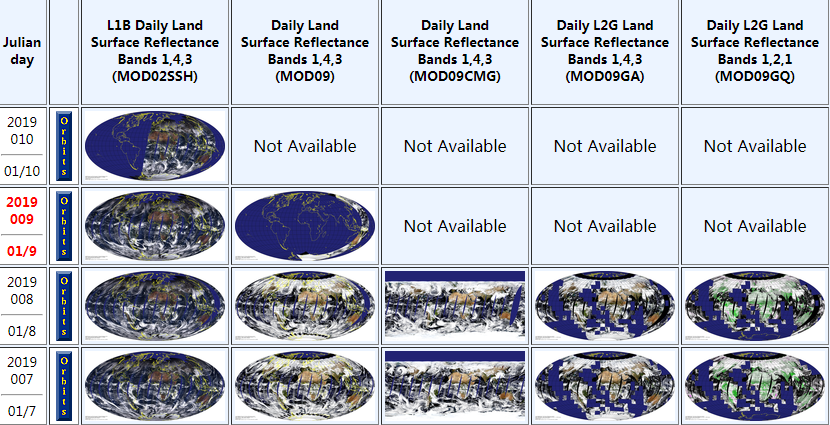 Julian
day
L1B Daily Land
Surface Reflectance
Bands 1,4,3
(MOD02SSH)
Daily Land
Surface Reflectance
Bands 1,4,3
(MOD09)
Daily Land
Surface Reflectance
Bands 1,4,3
(MOD09CMG)
Daily L2G Land
Surface Reflectance
Bands 1,4,3
(MOD09GA)
Daily L2G Land
Surface Reflectance
Bands 1,2,1
(MOD09GQ)
2019
010
01/10
Orbits
Not Available
Not Available
Not Available
Not Available
2019
009
01/9
Orbits
Not Available
Not Available
Not Available
2019
008
01/8
Orbits
2019
007
01/7
Orbits